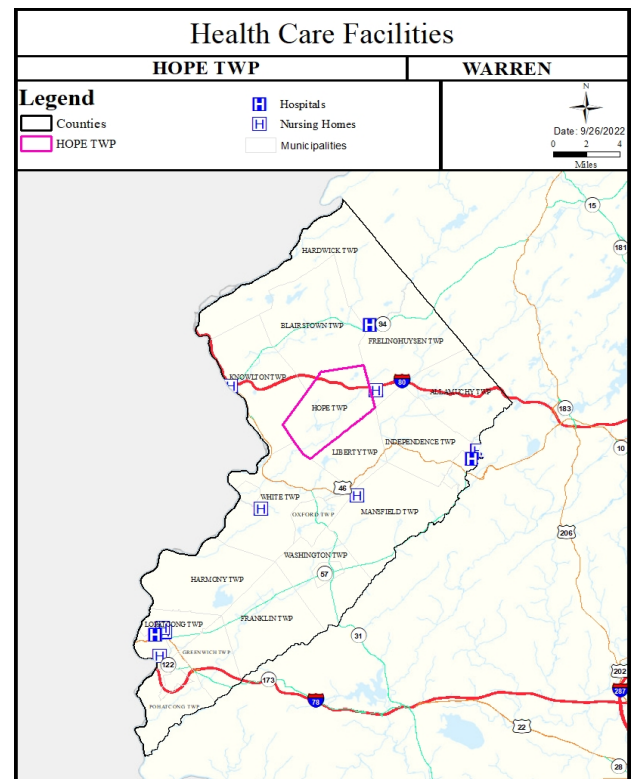 Health Care Facilities
HOPE TWP
WARREN
Legend
Counties
HOPE TWP
H Hospitals
H Nursing Homes
Municipalities
N
Date: 9/26/2022
0 2 4
Miles
15
181
HARDWICK TWP
BLAIRSTOWN TWP
H 94
FRELINGHUYSEN TWP
KNOWLTON TWP
H
H
80
ALLAMUCHY TWP
HOPE TWP
183
INDEPENDENCE TWP
10
LIBERTY TWP
H
46
WHITE TWP
H
H
MANSFIELD TWP
OXFORD TWP
206
WASHINGTON TWP
57
HARMONY TWP
FRANKLIN TWP
LOPATCONG TWP
H
31
GREENWICH TWP
H
122
173
202
287
78
POHATCONG TWP
22
28